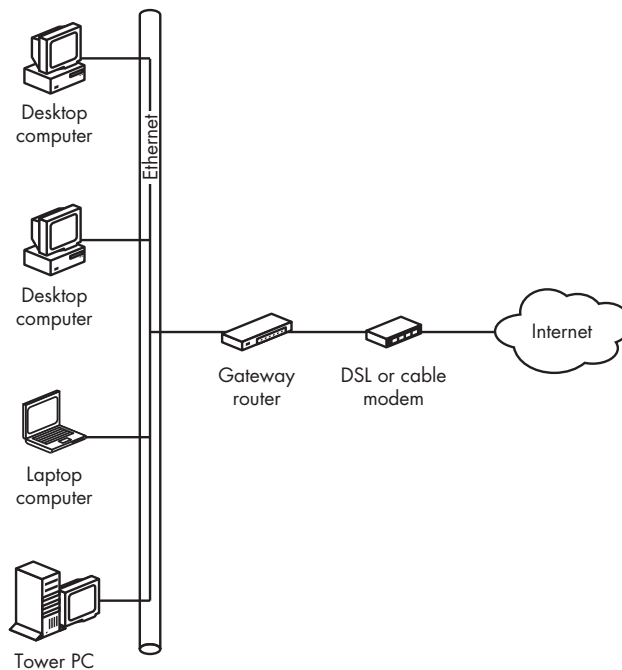 Desktop
computer
Ethernet
Desktop
computer
Gateway
router
DSL or cable
modem
Internet
Laptop
computer
Tower PC